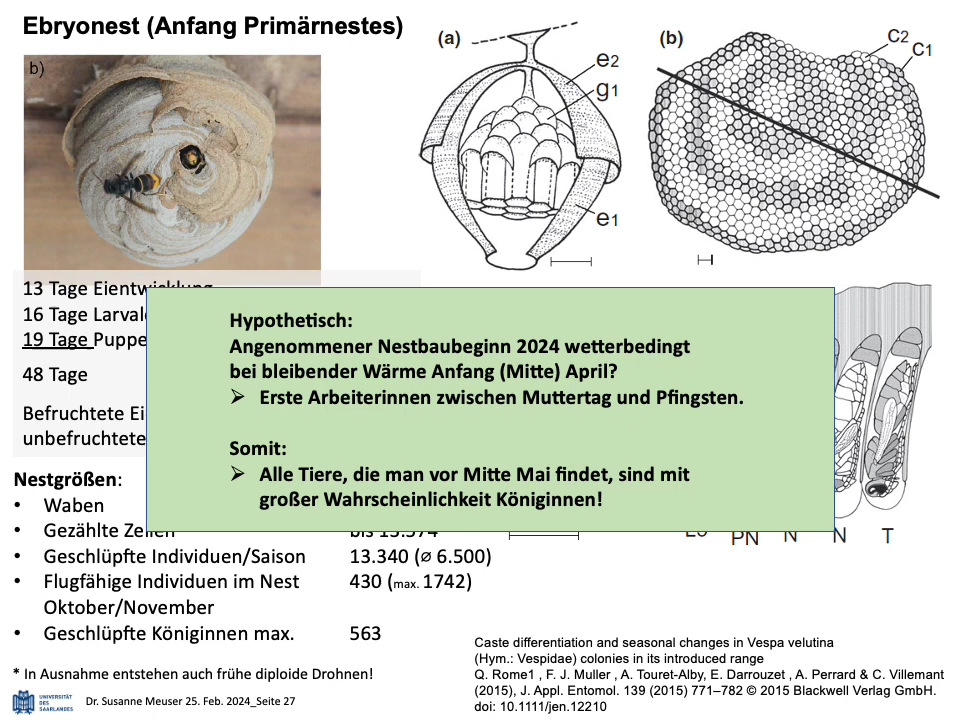 Ebryonest (Anfang Primärnestes)
b)
(a)
e2
g1
e1
(b)
c2
c1
13 Tage Eientwicklung
16 Tage
19 Tage
48 Tage
Befruchtete
unbefruchtete
Hypothetisch:
Angenommener Nestbaubeginn 2024 wetterbedingt
bei bleibender Wärme Anfang (Mitte) April?
➢ Erste Arbeiterinnen zwischen Muttertag und Pfingsten.
Somit:
➢ Alle Tiere, die man vor Mitte Mai findet, sind mit
großer Wahrscheinlichkeit Königinnen!
PN N N T
Nestgrößen:
• Waben
• Gezählte Zellen bis 13.374
• Geschlüpfte Individuen/Saison 13.340 (⌀ 6.500)
• Flugfähige Individuen im Nest 430 (max. 1742)
Oktober/November
• Geschlüpfte Königinnen max. 563
* In Ausnahme entstehen auch frühe diploide Drohnen!
UNIVERSITÄT
DES
SAARLANDES
Dr. Susanne Meuser 25. Feb. 2024_Seite 27
Caste differentiation and seasonal changes in Vespa velutina
(Hym.: Vespidae) colonies in its introduced range
Q. Rome1 , F. J. Muller , A. Touret-Alby, E. Darrouzet , A. Perrard & C. Villemant
(2015), J. Appl. Entomol. 139 (2015) 771–782 © 2015 Blackwell Verlag GmbH.
doi: 10.1111/jen.12210